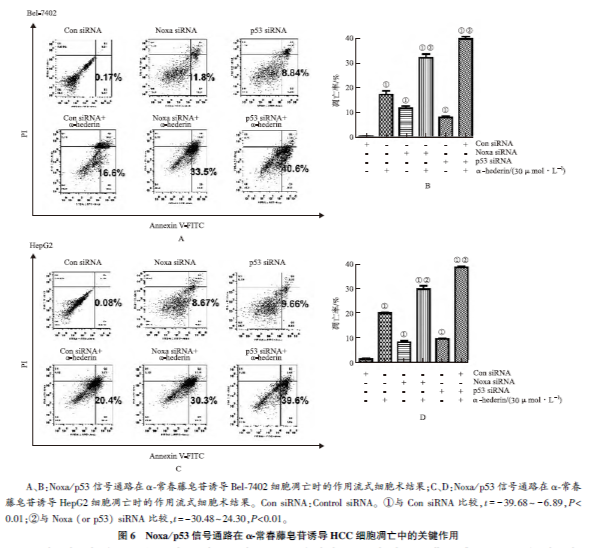 Bel-7402
Con siRNA
Noxa siRNA
p53 siRNA
0.17%
11.8%
8.84%
Con siRNA+
α-hederin
Noxa siRNA+
α-hederin
p53 siRNA+
α-hederin
16.6%
33.5%
40.6%
PI
Annexin V-FITC
A
凋亡率/%
40
30
20
10
0
①
①
①②
①
①②
Con siRNA
Noxa siRNA
p53 siRNA
α-hederin/(30 μmol·L⁻¹)
B
HepG2
Con siRNA
Noxa siRNA
p53 siRNA
0.08%
8.67%
9.66%
Con siRNA+
α-hederin
Noxa siRNA+
α-hederin
p53 siRNA+
α-hederin
20.4%
30.3%
39.6%
PI
Annexin V-FITC
C
凋亡率/%
40
30
20
10
0
①
①
①②
①
①②
Con siRNA
Noxa siRNA
p53 siRNA
α-hederin/(30 μmol·L⁻¹)
D
A、B:Noxa/p53 信号通路在 α-常春藤皂苷诱导 Bel-7402 细胞凋亡时的作用流式细胞术结果;C、D:Noxa/p53 信号通路在 α-常春
藤皂苷诱导 HepG2 细胞凋亡时的作用流式细胞术结果。Con siRNA:Control siRNA。①与 Con siRNA 比较,t=-39.68~-6.89,P<
0.01;②与 Noxa (or p53) siRNA 比较,t=-30.48~24.30,P<0.01。
图 6 Noxa/p53 信号通路在 α-常春藤皂苷诱导 HCC 细胞凋亡中的关键作用